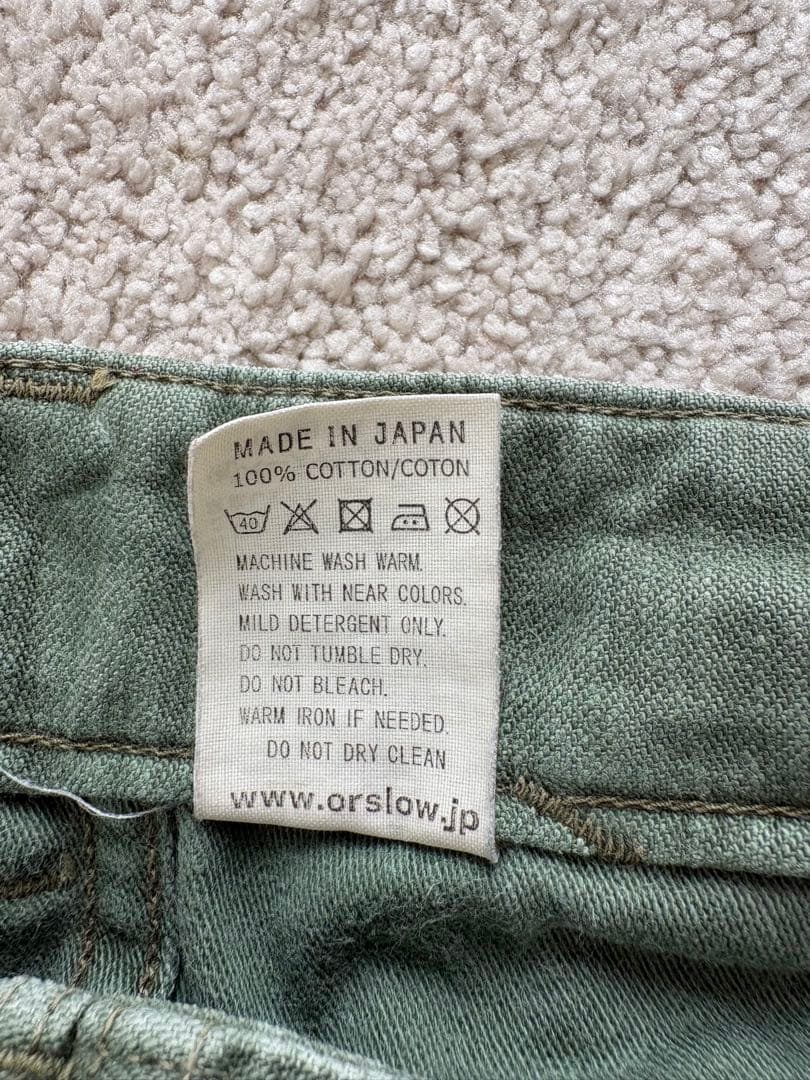 MADE IN JAPAN
100% COTTON/COTON
40
MACHINE WASH WARM.
WASH WITH NEAR COLORS.
MILD DETERGENT ONLY.
DO NOT TUMBLE DRY.
DO NOT BLEACH.
WARM IRON IF NEEDED.
DO NOT DRY CLEAN
www.orslow.jp